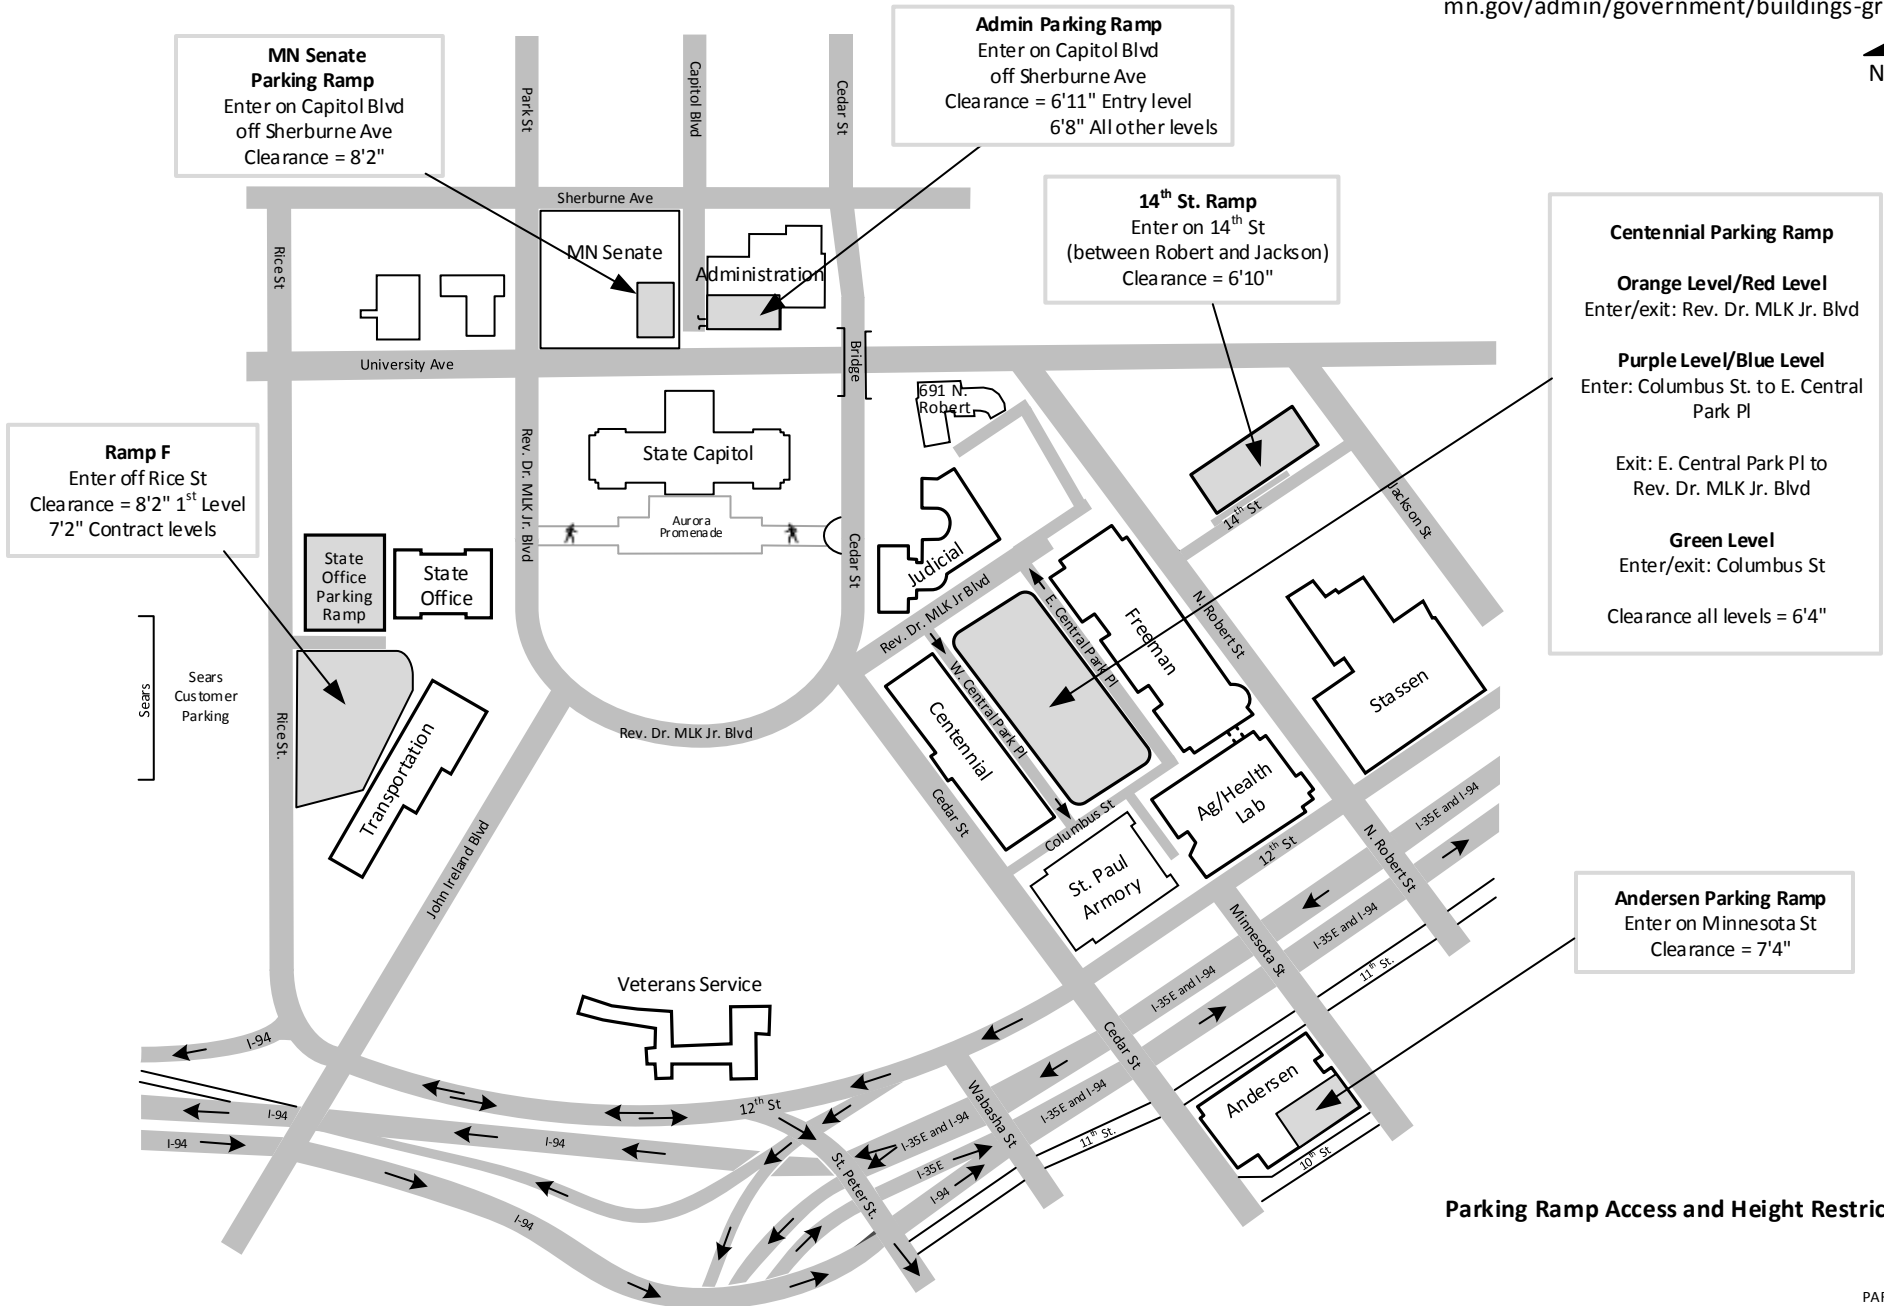 mn.gov/admin/government/buildings-gr
N
MN Senate
Parking Ramp
Enter on Capitol Blvd
off Sherburne Ave
Clearance = 8'2"
Admin Parking Ramp
Enter on Capitol Blvd
off Sherburne Ave
Clearance = 6'11" Entry level
6'8" All other levels
14th St. Ramp
Enter on 14th St
(between Robert and Jackson)
Clearance = 6'10"
Centennial Parking Ramp
Orange Level/Red Level
Enter/exit: Rev. Dr. MLK Jr. Blvd
Purple Level/Blue Level
Enter: Columbus St. to E. Central
Park Pl
Exit: E. Central Park Pl to
Rev. Dr. MLK Jr. Blvd
Green Level
Enter/exit: Columbus St
Clearance all levels = 6'4"
Ramp F
Enter off Rice St
Clearance = 8'2" 1st Level
7'2" Contract levels
Andersen Parking Ramp
Enter on Minnesota St
Clearance = 7'4"
Park St
Capitol Blvd
Cedar St
Sherburne Ave
Rice St
MN Senate
Administration
University Ave
Bridge
691 N.
Robert
State Capitol
Rev. Dr. MLK Jr. Blvd
Aurora
Promenade
Cedar St
Judicial
14th St
Jackson St
State
Office
Parking
Ramp
State
Office
Rev. Dr. MLK Jr Blvd
E. Central Park Pl
Freeman
N. Robert St
Stassen
Sears
Sears
Customer
Parking
Rice St.
Transportation
Rev. Dr. MLK Jr. Blvd
W. Central Park Pl
Centennial
Cedar St
Columbus St
Ag/Health
Lab
12th St
I-35E and I-94
N. Robert St
John Ireland Blvd
St. Paul
Armory
Minnesota St
I-35E and I-94
11th St.
Veterans Service
I-35E and I-94
Cedar St
I-94
12th St
Wabasha St
I-35E and I-94
Andersen
I-94
I-94
I-94
I-35E and I-94
11th St.
10th St
I-35E
I-94
St. Peter St.
I-94
Parking Ramp Access and Height Restric
PAR